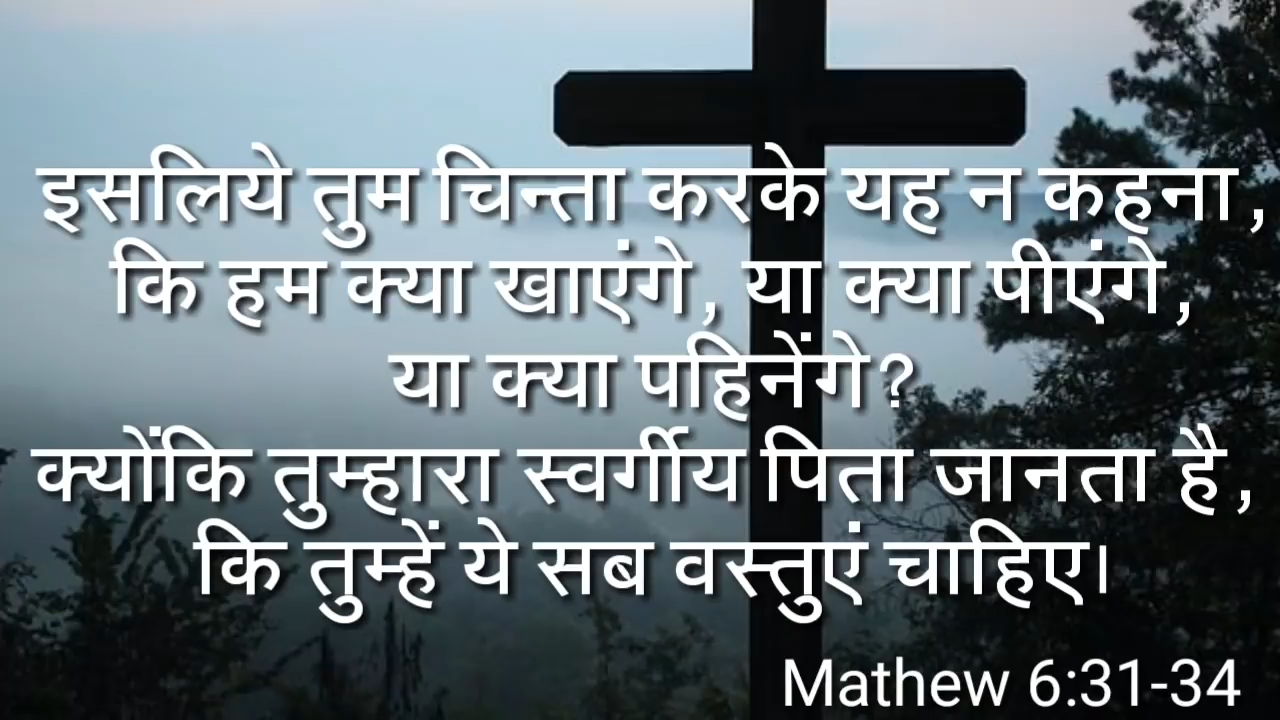 इसलिये तुम चिन्ता करके यह न कहना,
कि हम क्या खाएंगे, या क्या पीएंगे,
या क्या पहिनेंगे?
क्योंकि तुम्हारा स्वर्गीय पिता जानता है,
कि तुम्हें ये सब वस्तुएं चाहिए।
Mathew 6:31-34